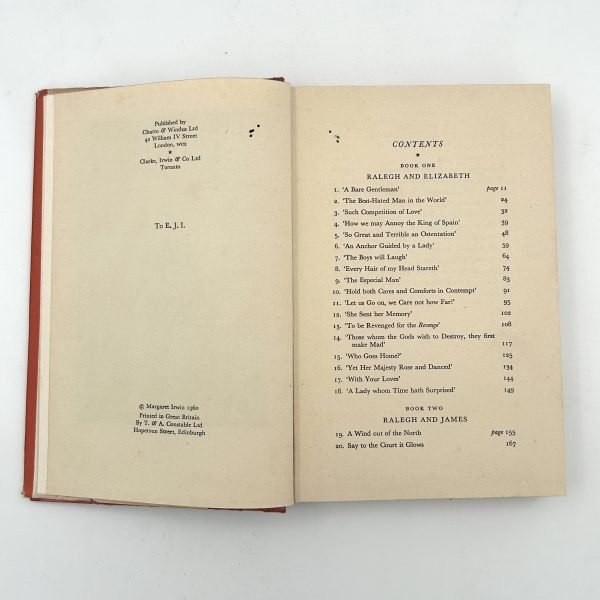 Published by
Chatto & Windus Ltd
42 William IV Street
London, WC2
★
Clarke, Irwin & Co Ltd
Toronto
To E. J. I.
© Margaret Irwin 1960
Printed in Great Britain
By T. & A. Constable Ltd
Hopetoun Street, Edinburgh
CONTENTS
★
BOOK ONE
RALEGH AND ELIZABETH
1. 'A Bare Gentleman' page 11
2. 'The Best-Hated Man in the World' 24
3. 'Such Competition of Love' 32
4. 'How we may Annoy the King of Spain' 39
5. 'So Great and Terrible an Ostentation' 48
6. 'An Anchor Guided by a Lady' 59
7. 'The Boys will Laugh' 64
8. 'Every Hair of my Head Stareth' 74
9. 'The Especial Man' 83
10. 'Hold both Cares and Comforts in Contempt' 91
11. 'Let us Go on, we Care not how Far!' 95
12. 'She Sent her Memory' 102
13. 'To be Revenged for the Revenge' 108
14. 'Those whom the Gods wish to Destroy, they first
make Mad' 117
15. 'Who Goes Home?' 125
16. 'Yet Her Majesty Rose and Danced' 134
17. 'With Your Loves' 144
18. 'A Lady whom Time hath Surprised' 149
BOOK TWO
RALEGH AND JAMES
19. A Wind out of the North page 155
20. Say to the Court it Glows 167